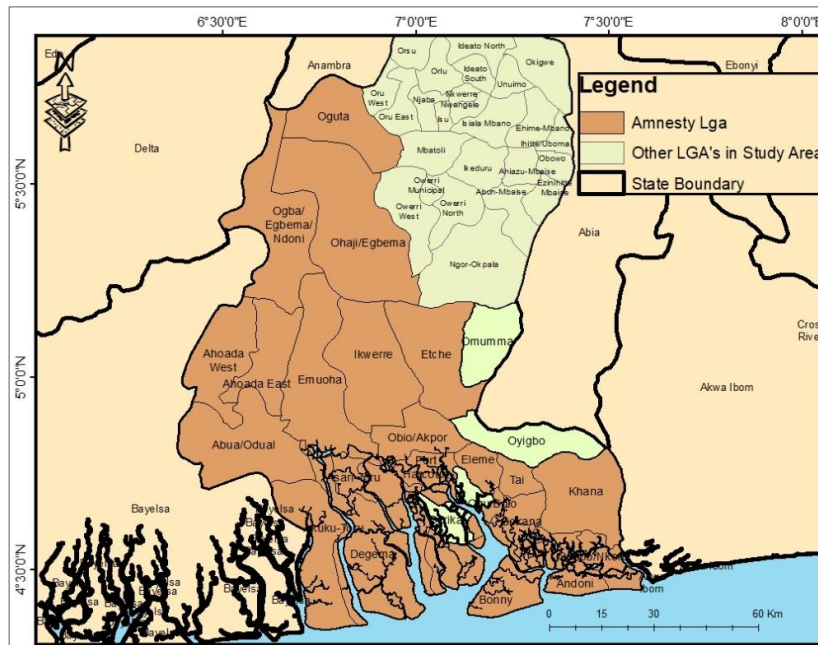 6°30'0"E
7°00'0"E
7°30'0"E
8°00'0"E
Anambra
Orsu
Ideato North
Okigwe
Ebonyi
Orlu
Ideato
South
Unuimo
Legend
Amnesty Lga
Other LGA's in Study Area
State Boundary
Oru
West
Njaba
Nkwerre
Nwangele
Oru East
Isu
Isiala Mbano
Ehime-Mbano
Ihitte/Uboma
Obowo
Oguta
Mbatoli
Ikeduru
Ahiazu-Mbaise
Delta
5°30'0"N
Owerri
Municipal
Aboh-Mbaise
Ezinihitte
Mbaise
Owerri
West
Owerri
North
Ogba/
Egbema/
Ndoni
Ohaji/Egbema
Abia
Ngor-Okpala
Omumma
Cros
River
Ahoada
West
Ikwerre
Etche
5°00'0"N
Ahoada East
Emuoha
Akwa Ibom
Abua/Odual
Obio/Akpor
Oyigbo
Eleme
Tai
Khana
Bayelsa
Degema
4°30'0"N
Bonny
Andoni
Ibom
0 15 30 60 Km